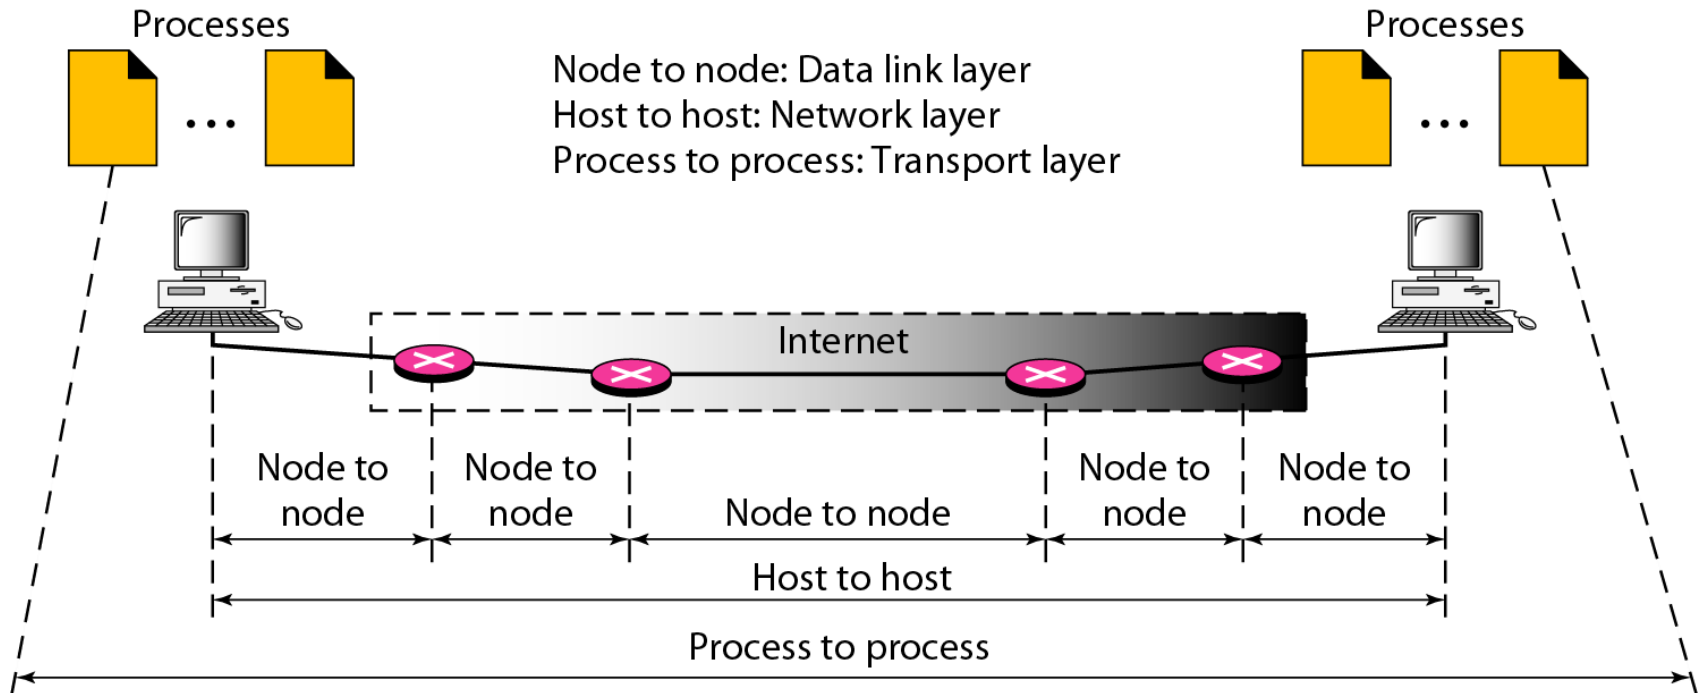 Processes
Processes
Node to node: Data link layer
Host to host: Network layer
Process to process: Transport layer
Internet
Node to
node
Node to
node
Node to node
Node to
node
Node to
node
Host to host
Process to process